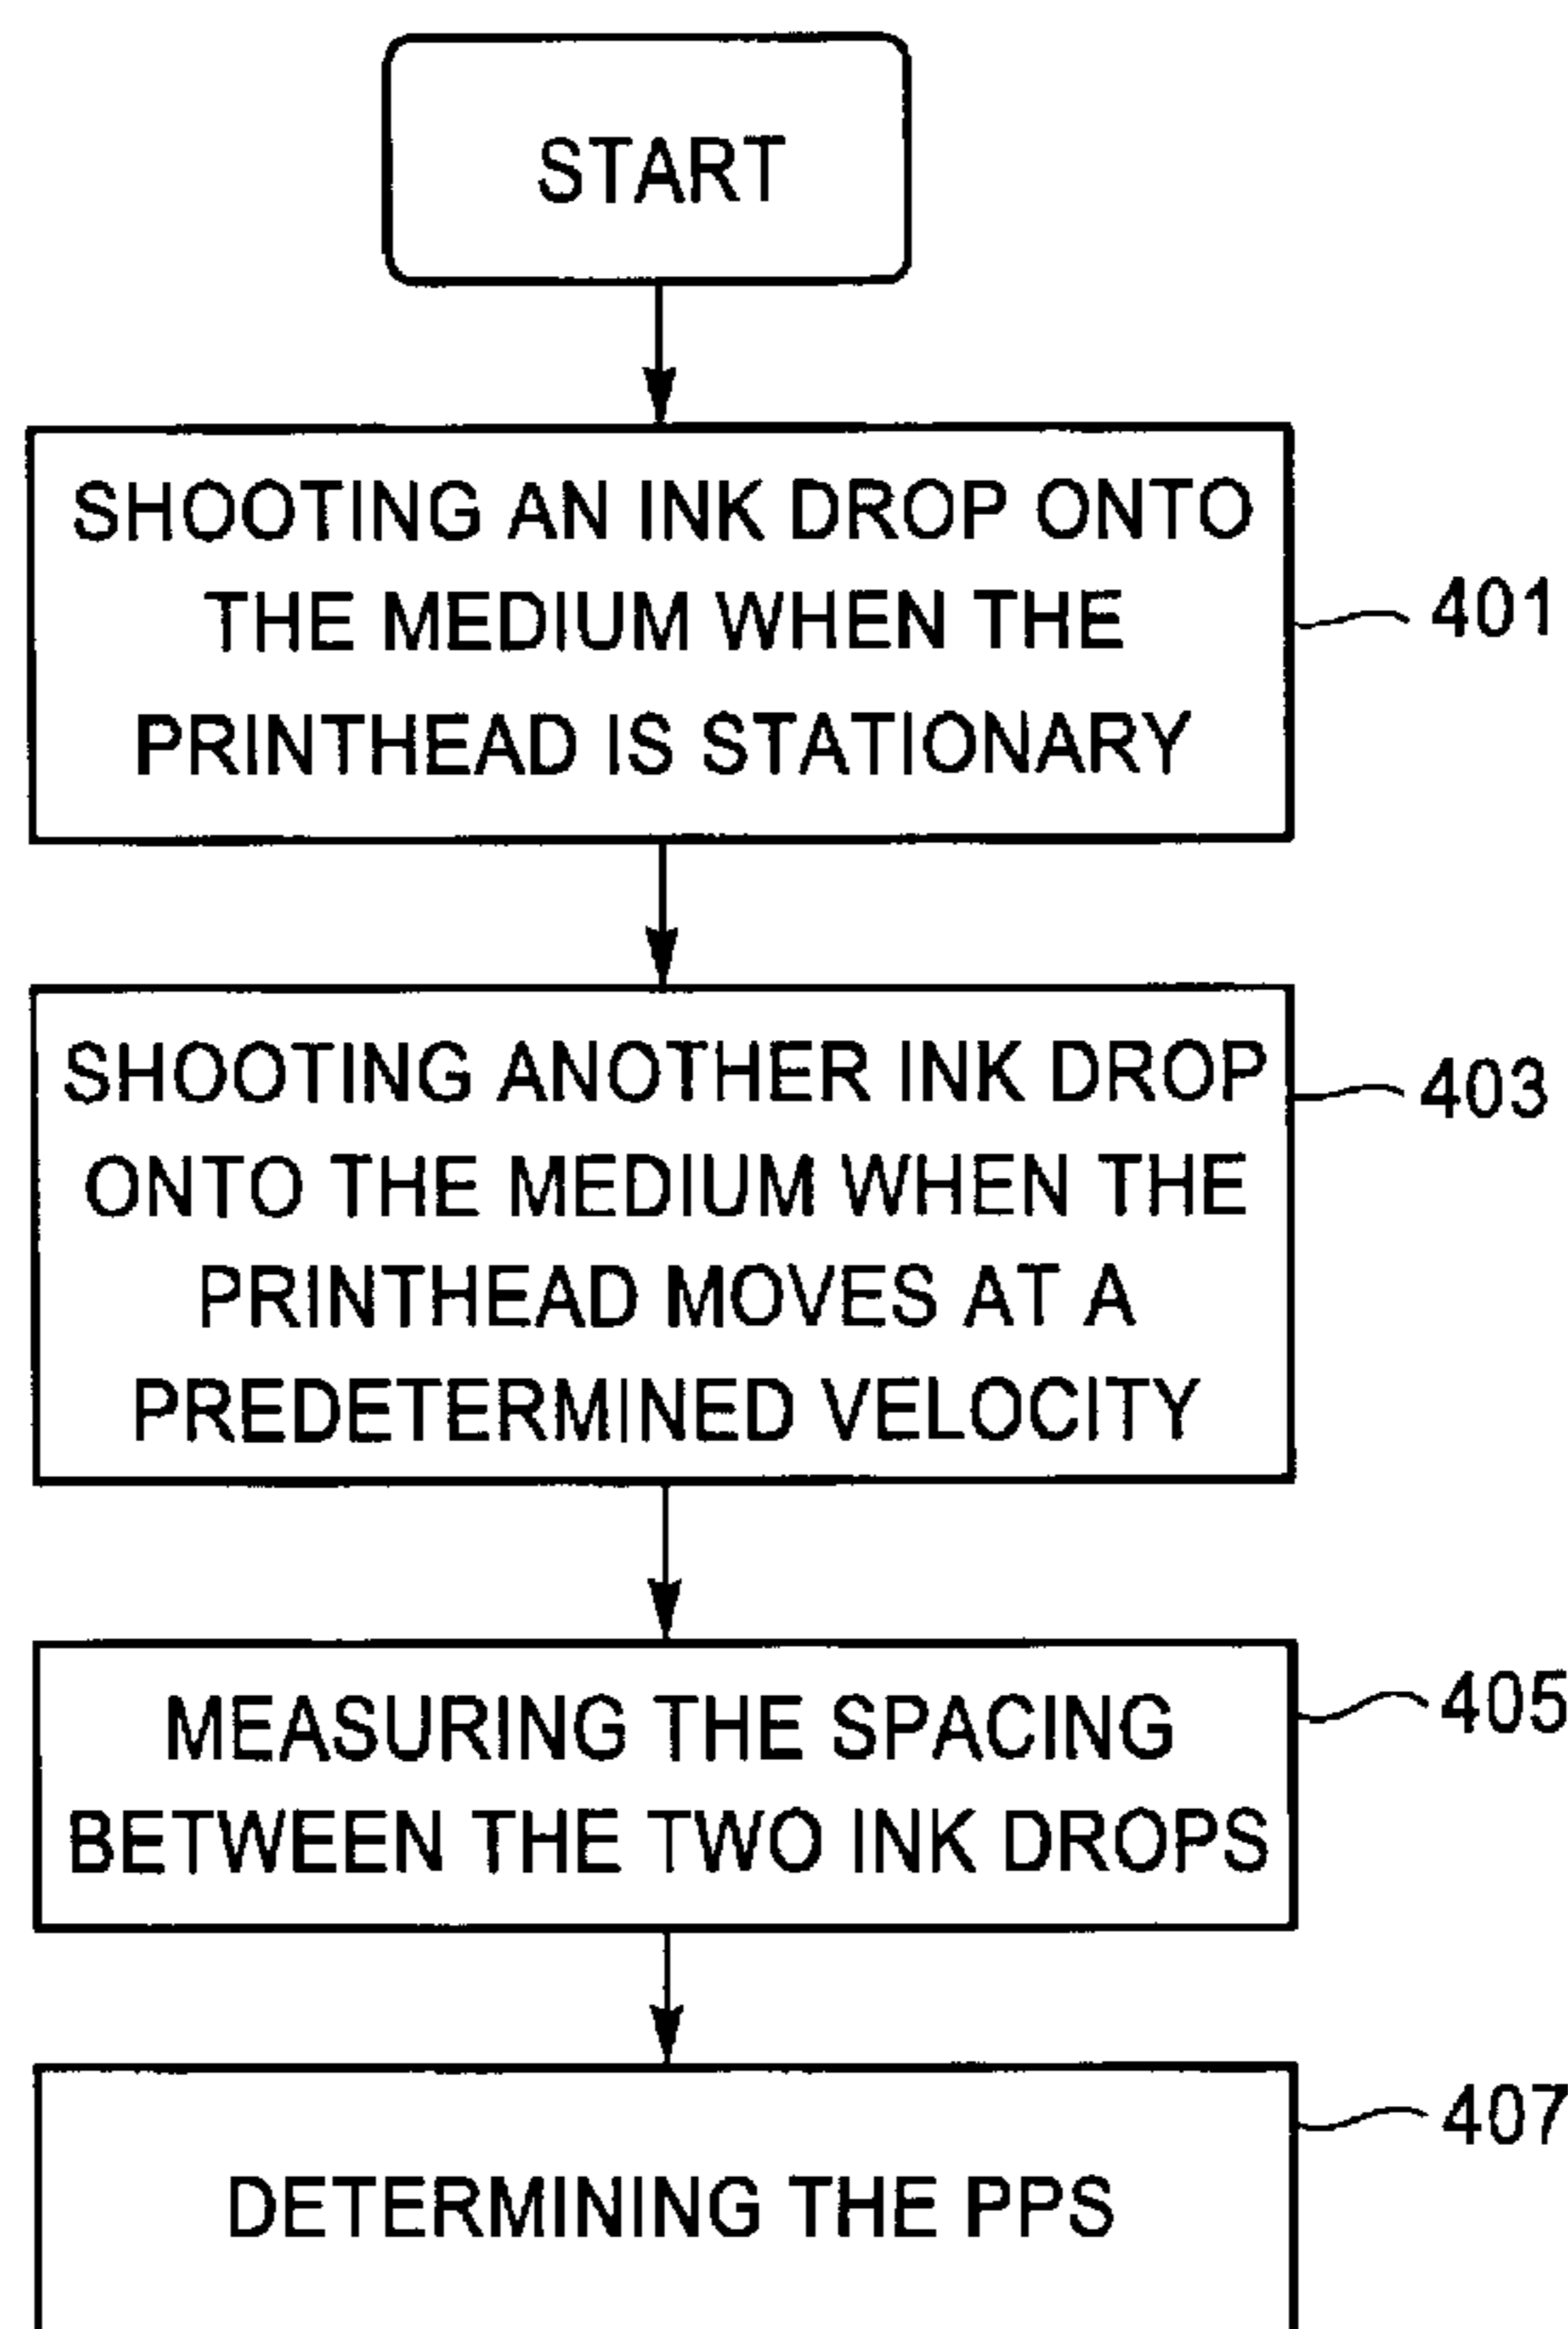 START
SHOOTING AN INK DROP ONTO
THE MEDIUM WHEN THE
PRINTHEAD IS STATIONARY
401
SHOOTING ANOTHER INK DROP
ONTO THE MEDIUM WHEN THE
PRINTHEAD MOVES AT A
PREDETERMINED VELOCITY
403
MEASURING THE SPACING
BETWEEN THE TWO INK DROPS
405
DETERMINING THE PPS
407